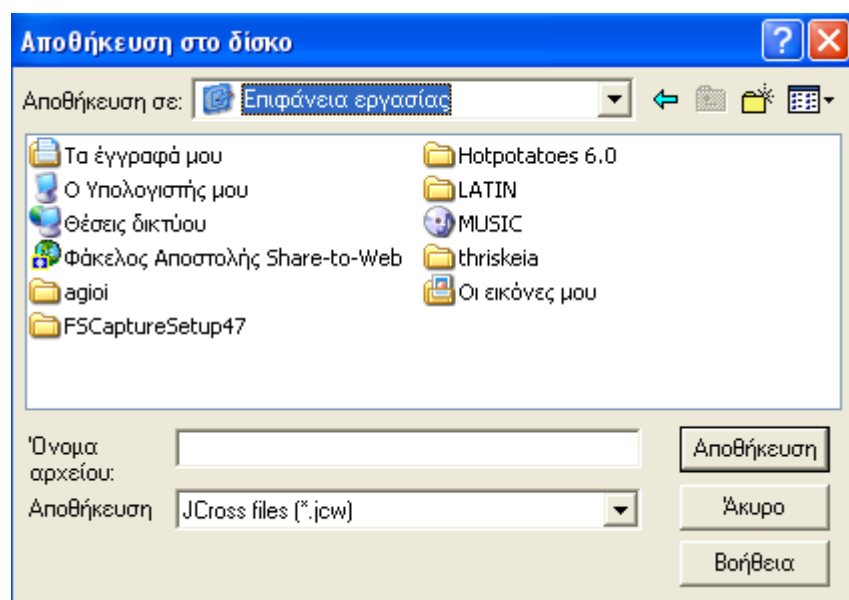 Αποθήκευση στο δίσκο
Αποθήκευση σε: Επιφάνεια εργασίας
Τα έγγραφά μου
Ο Υπολογιστής μου
Θέσεις δικτύου
Φάκελος Αποστολής Share-to-Web
agioi
FSCaptureSetup47
Hotpotatoes 6.0
LATIN
MUSIC
thriskeia
Οι εικόνες μου
Όνομα
αρχείου:
Αποθήκευση
Αποθήκευση JCross files (*.jcw)
Άκυρο
Βοήθεια